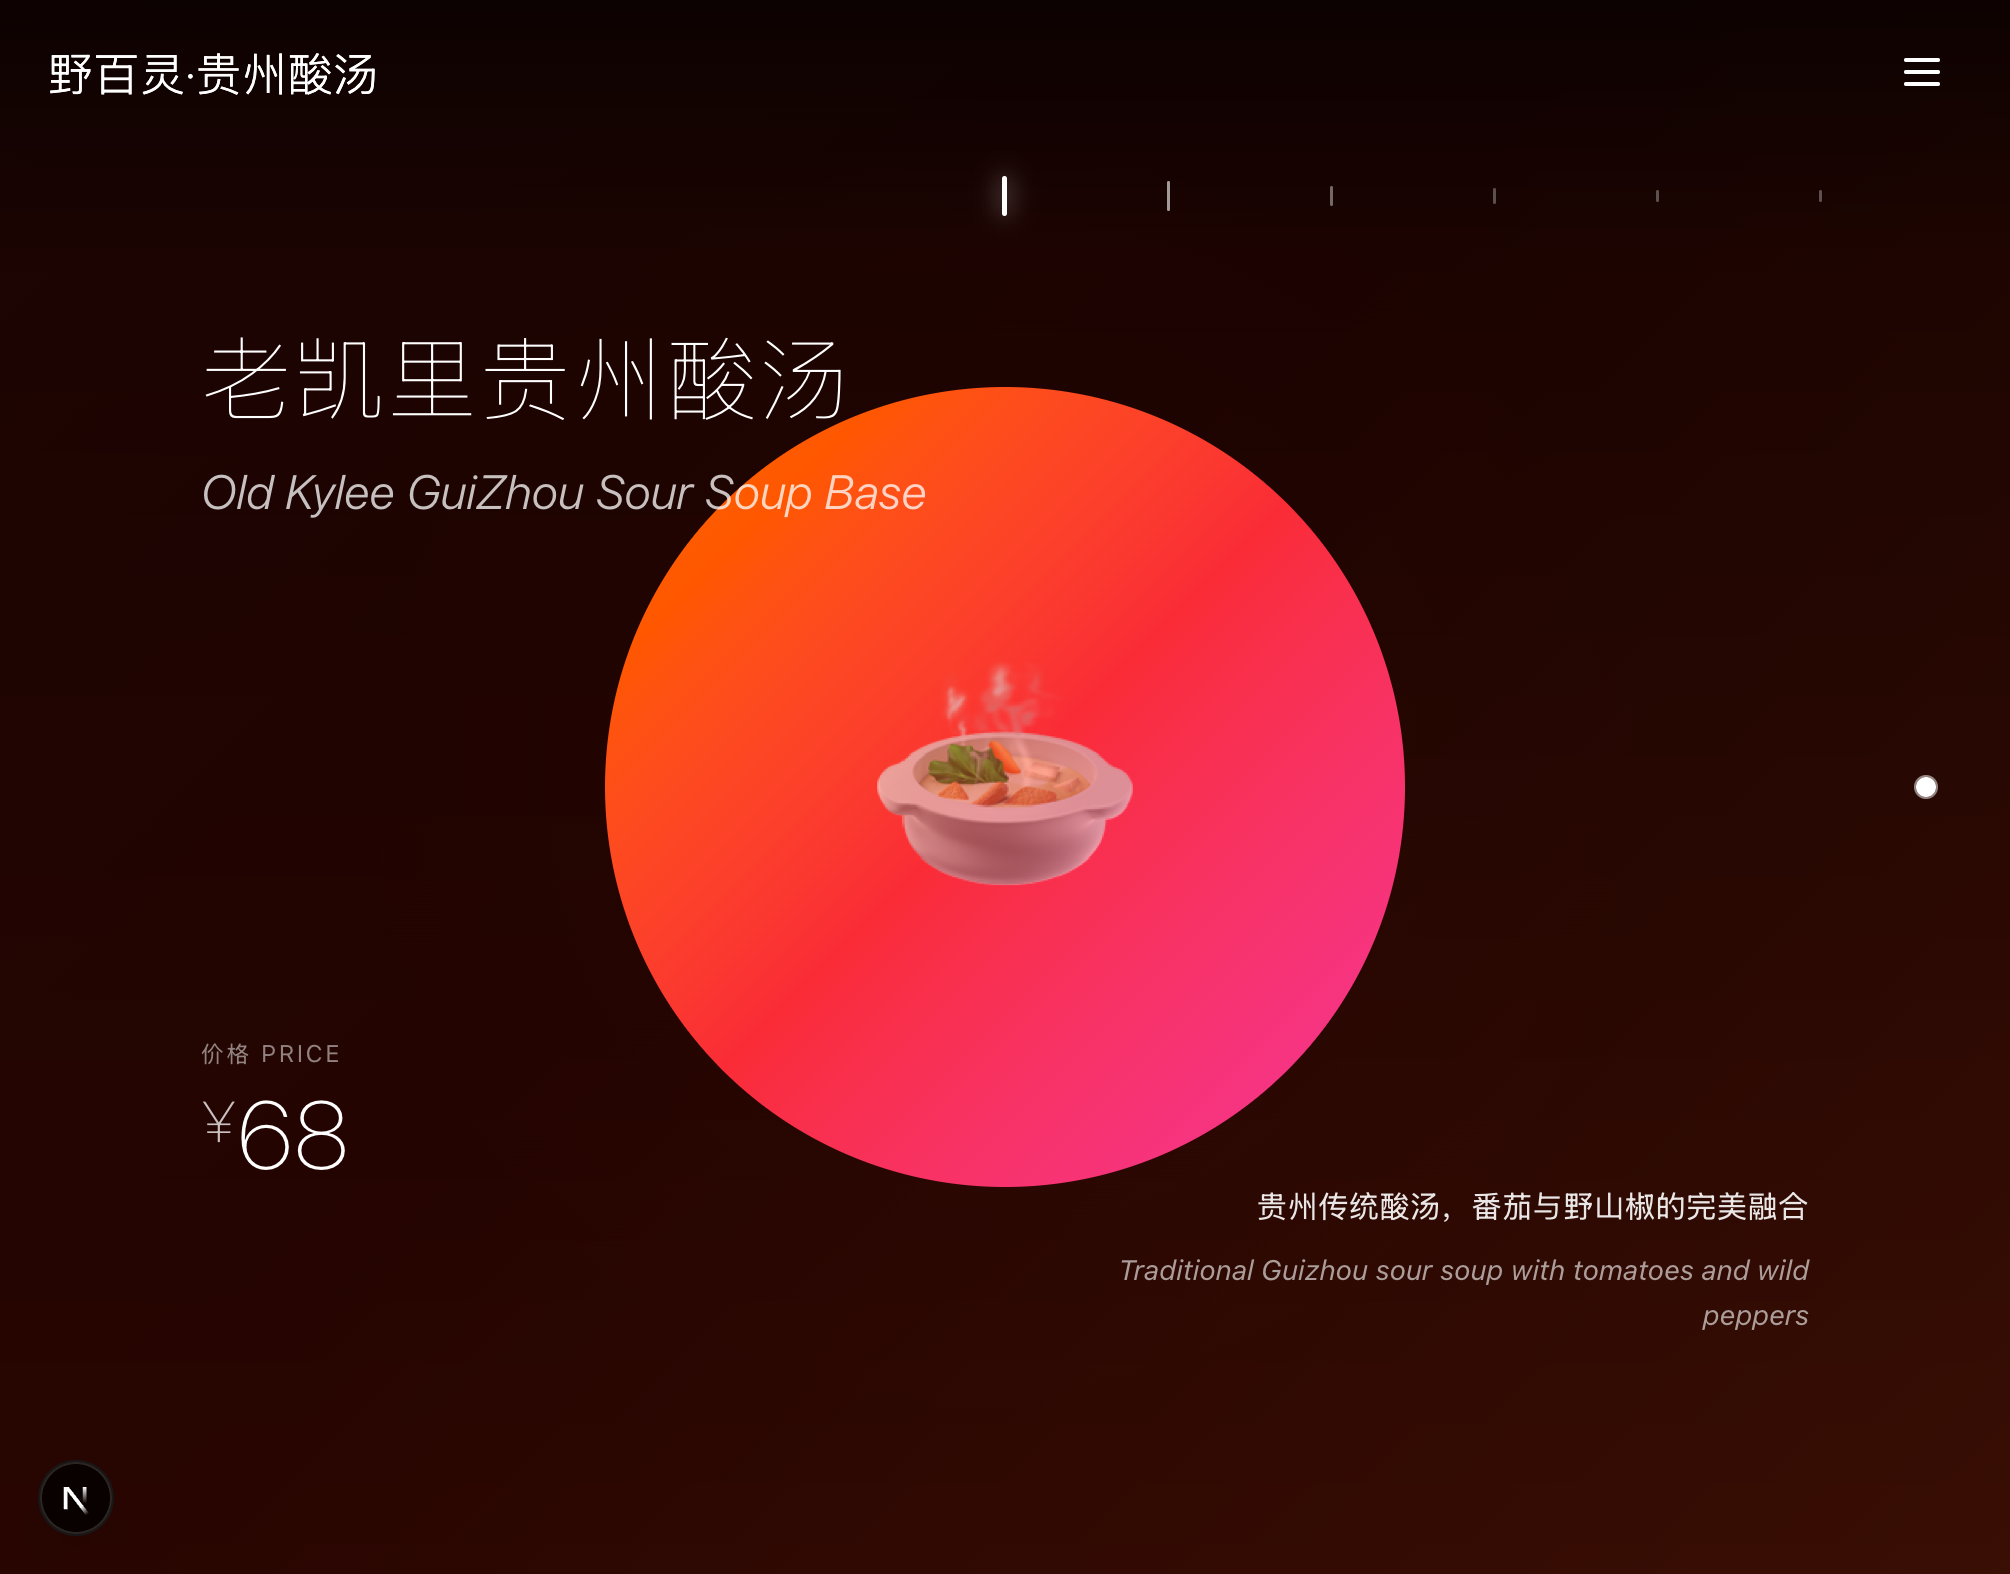 野百灵·贵州酸汤
老凯里贵州酸汤
Old Kylee GuiZhou Sour Soup Base
价格 PRICE
¥68
贵州传统酸汤，番茄与野山椒的完美融合
Traditional Guizhou sour soup with tomatoes and wild
peppers
N